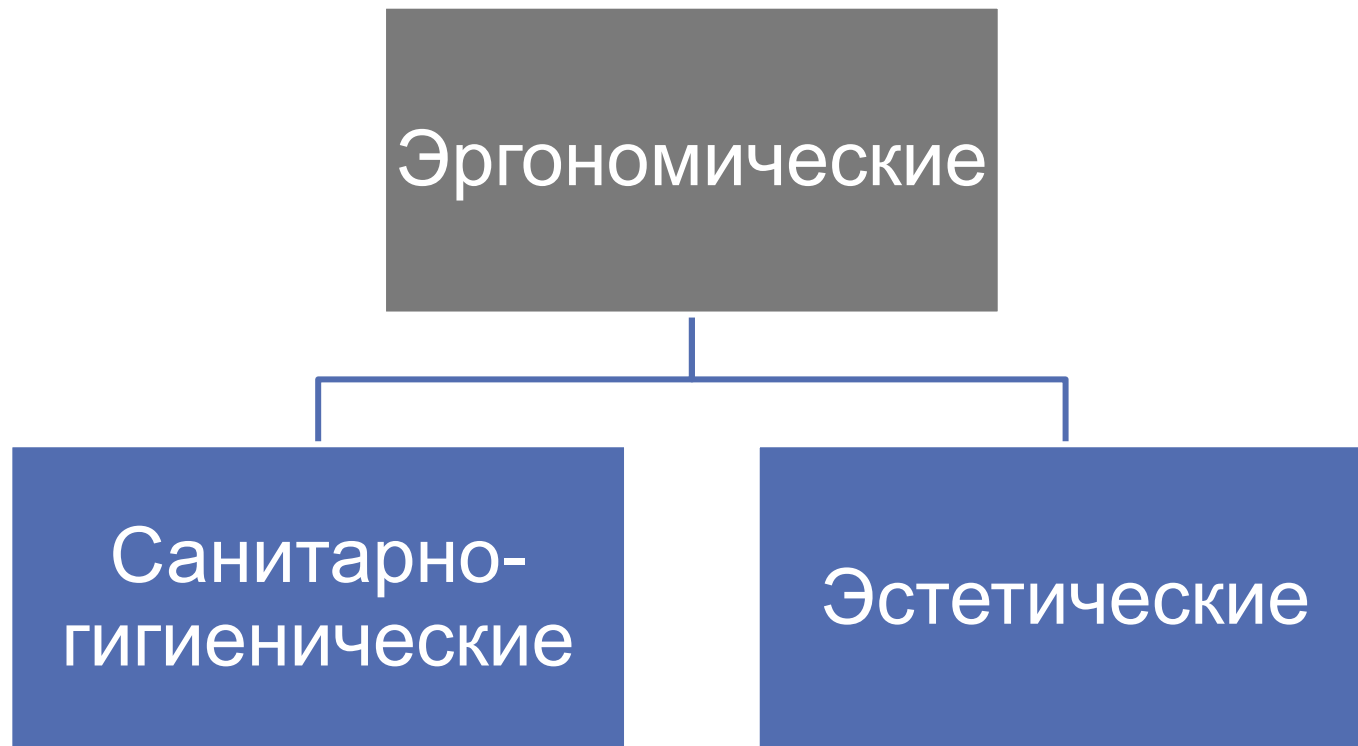 Эргономические
Санитарно-
гигиенические
Эстетические